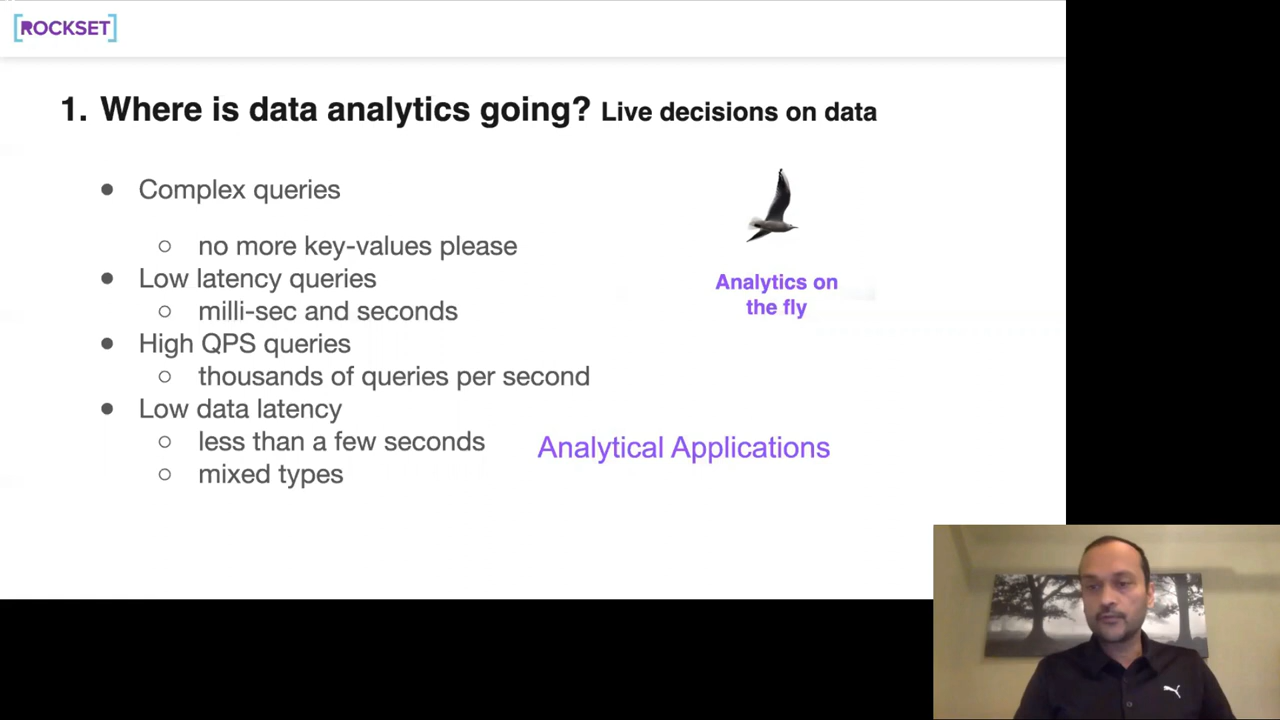 [ROCKSET]
1. Where is data analytics going? Live decisions on data
● Complex queries
○ no more key-values please
● Low latency queries
○ milli-sec and seconds
● High QPS queries
○ thousands of queries per second
● Low data latency
○ less than a few seconds
○ mixed types
Analytics on
the fly
Analytical Applications